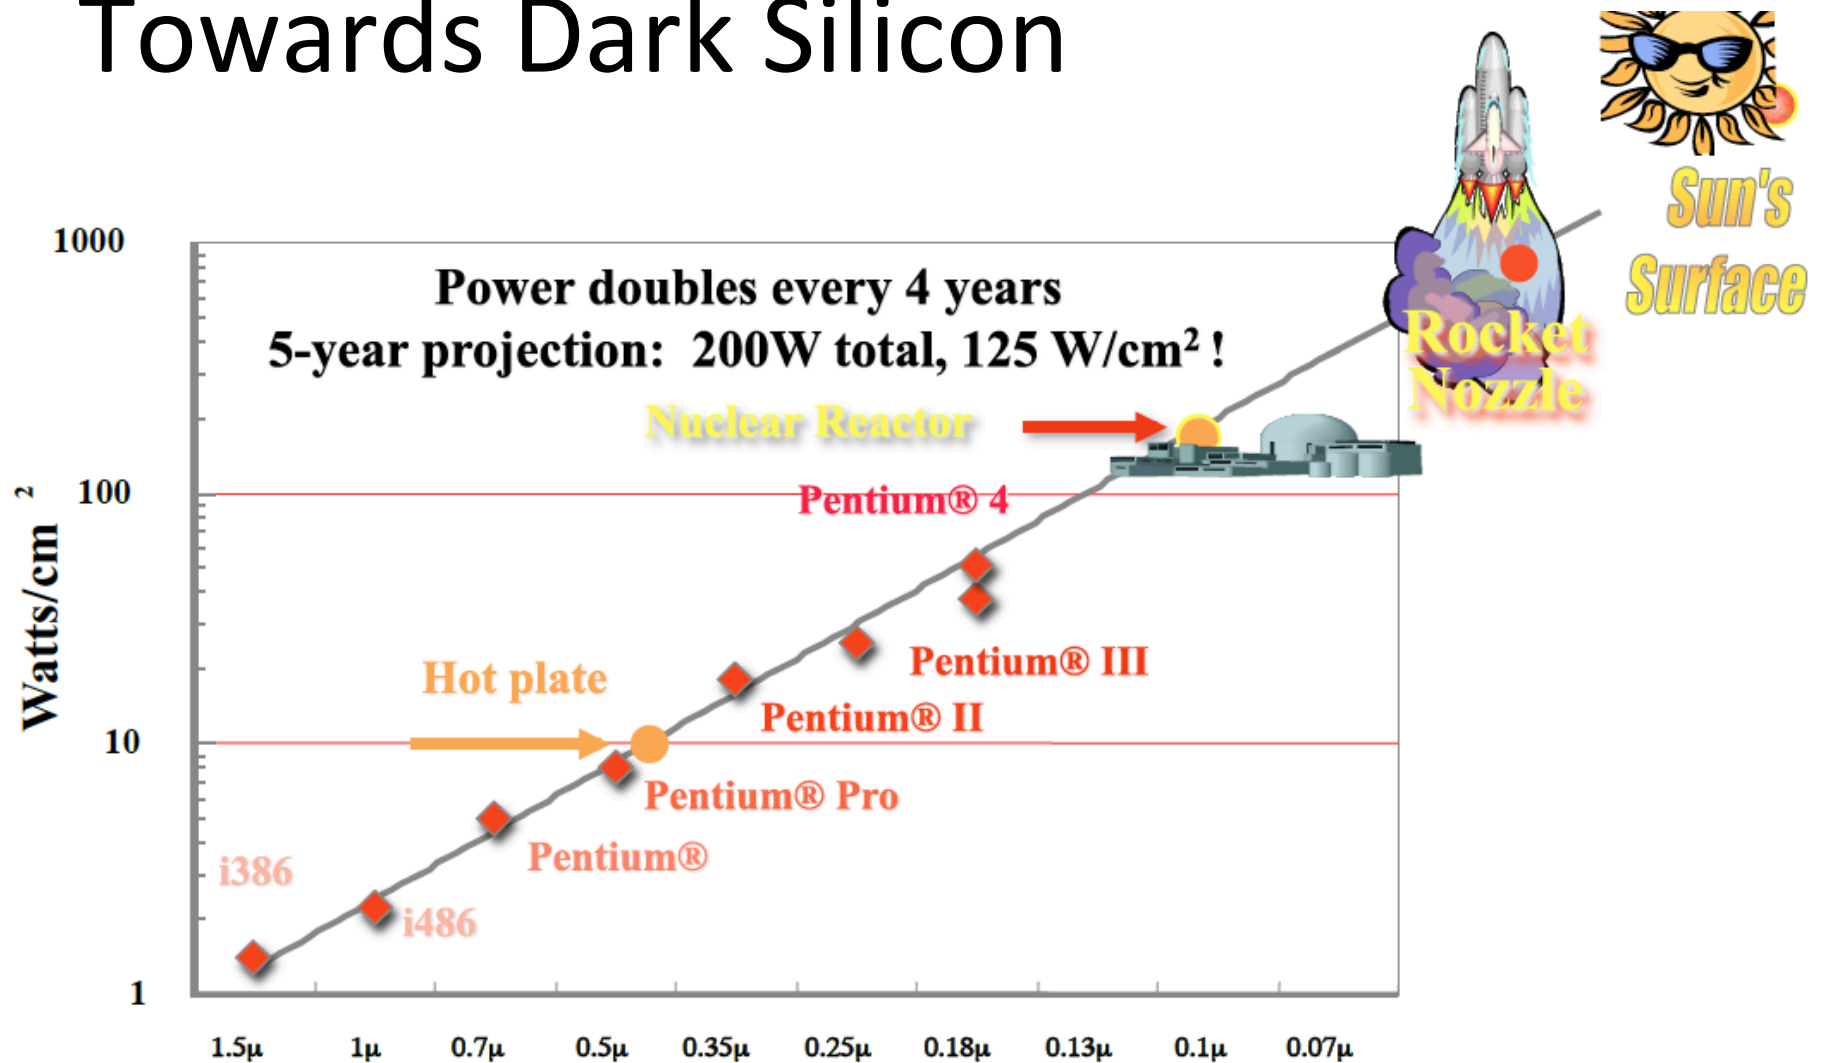 Towards Dark Silicon
Sun's
Surface
1000
Power doubles every 4 years
5-year projection: 200W total, 125 W/cm² !
Rocket
Nozzle
Nuclear Reactor
100
Pentium® 4
Watts/cm²
Pentium® III
Hot plate
Pentium® II
10
Pentium® Pro
Pentium®
i386
i486
1
1.5μ 1μ 0.7μ 0.5μ 0.35μ 0.25μ 0.18μ 0.13μ 0.1μ 0.07μ